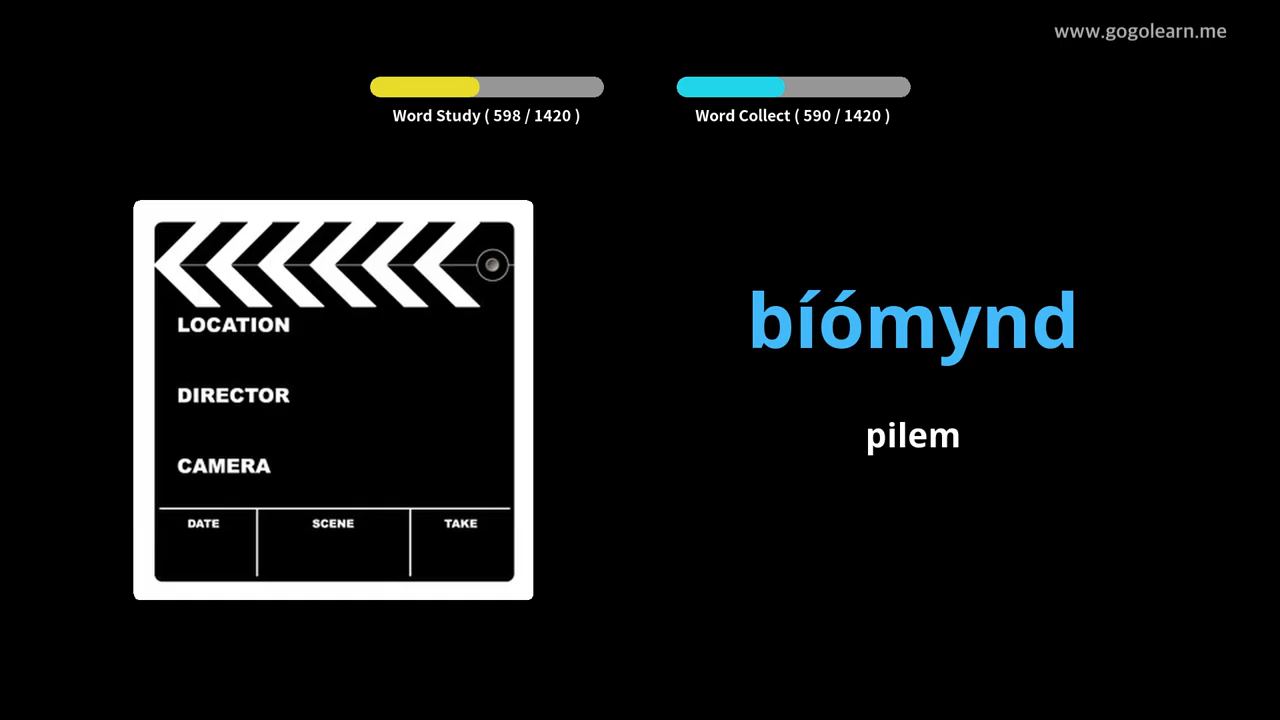 www.gogolearn.me
Word Study ( 598 / 1420 )
Word Collect ( 590 / 1420 )
LOCATION
DIRECTOR
CAMERA
DATE
SCENE
TAKE
bíómynd
pilem